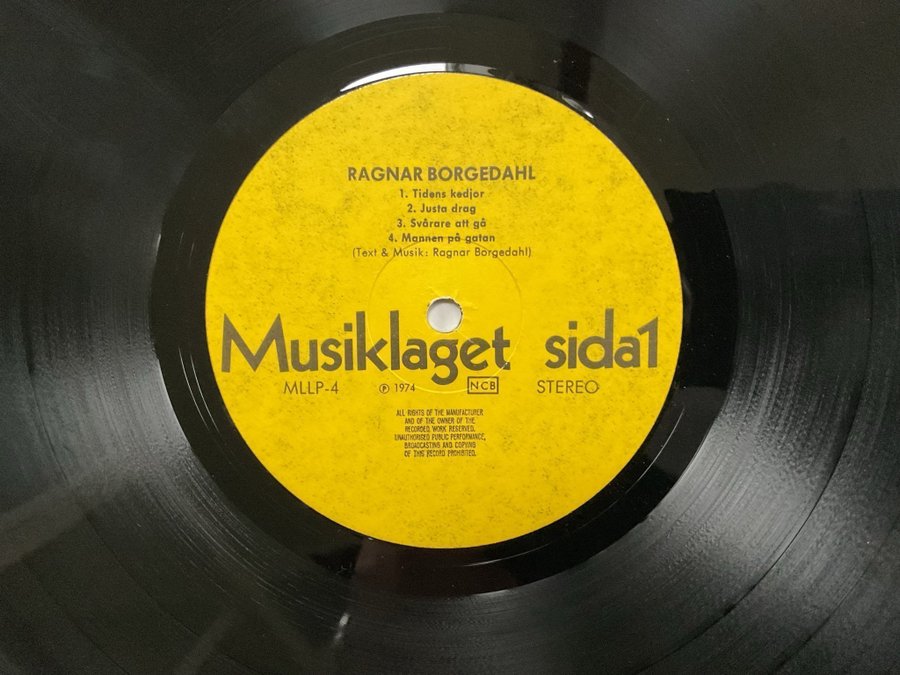 RAGNAR BORGEDAHL
1. Tidens kedjor
2. Justa drag
3. Svårare att gå
4. Mannen på gatan
(Text & Musik: Ragnar Borgedahl)
Musiklaget sida1
MLLP-4 ℗ 1974 NCB STEREO
ALL RIGHTS OF THE MANUFACTURER
AND OF THE OWNER OF THE
RECORDED WORK RESERVED.
UNAUTHORISED PUBLIC PERFORMANCE,
BROADCASTING AND COPYING
OF THIS RECORD PROHIBITED.